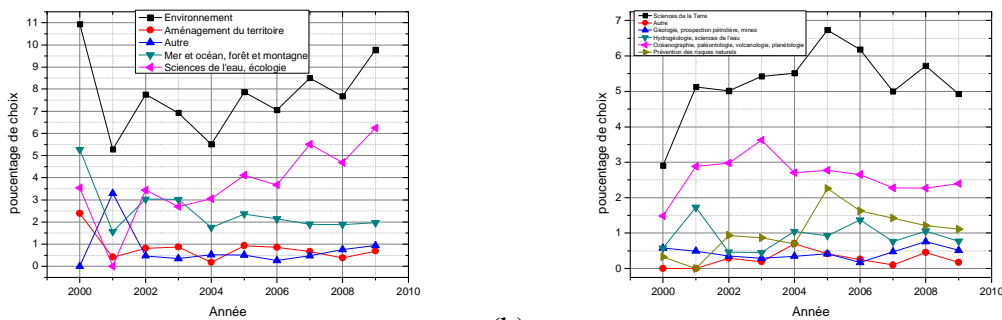 Environnement
Aménagement du territoire
Autre
Mer et océan, forêt et montagne
Sciences de l'eau, écologie
poucentage de choix
11
10
9
8
7
6
5
4
3
2
1
0
2000 2002 2004 2006 2008 2010
Année
Sciences de la Terre
Autre
Géologie, prospection pétrolière, mines
Hydrogéologie, sciences de l'eau
Océanographie, paléontologie, volcanologie, planétologie
Prévention des risques naturels
poucentage de choix
7
6
5
4
3
2
1
0
2000 2002 2004 2006 2008 2010
Année